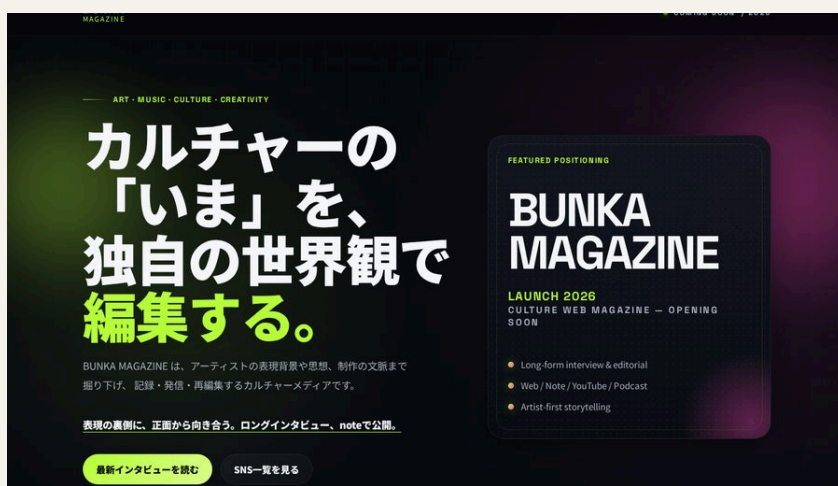 MAGAZINE
COMING SOON / 2026
ART · MUSIC · CULTURE · CREATIVITY
カルチャーの
「いま」を、
独自の世界観で
編集する。
BUNKA MAGAZINE は、アーティストの表現背景や思想、制作の文脈まで
掘り下げ、 記録・発信・再編集するカルチャーメディアです。
表現の裏側に、正面から向き合う。ロングインタビュー、noteで公開。
最新インタビューを読む
SNS一覧を見る
FEATURED POSITIONING
BUNKA
MAGAZINE
LAUNCH 2026
CULTURE WEB MAGAZINE — OPENING
SOON
Long-form interview & editorial
Web / Note / YouTube / Podcast
Artist-first storytelling